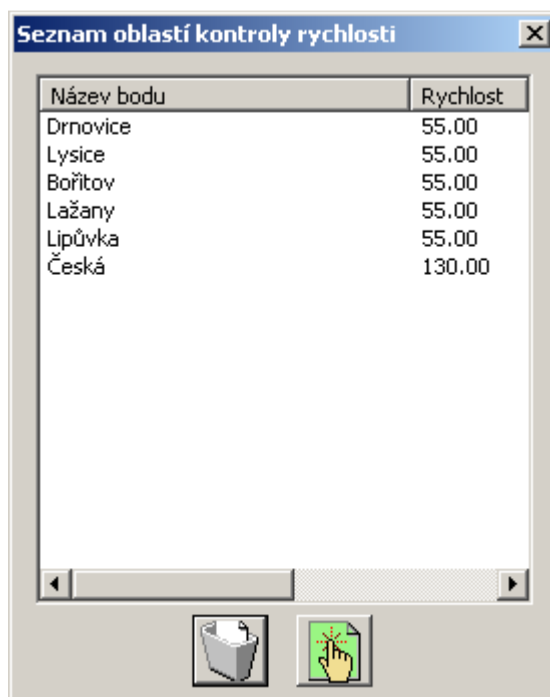 Seznam oblastí kontroly rychlosti
Název bodu Rychlost
Drnovice 55.00
Lysice 55.00
Bořitov 55.00
Lažany 55.00
Lipůvka 55.00
Česká 130.00